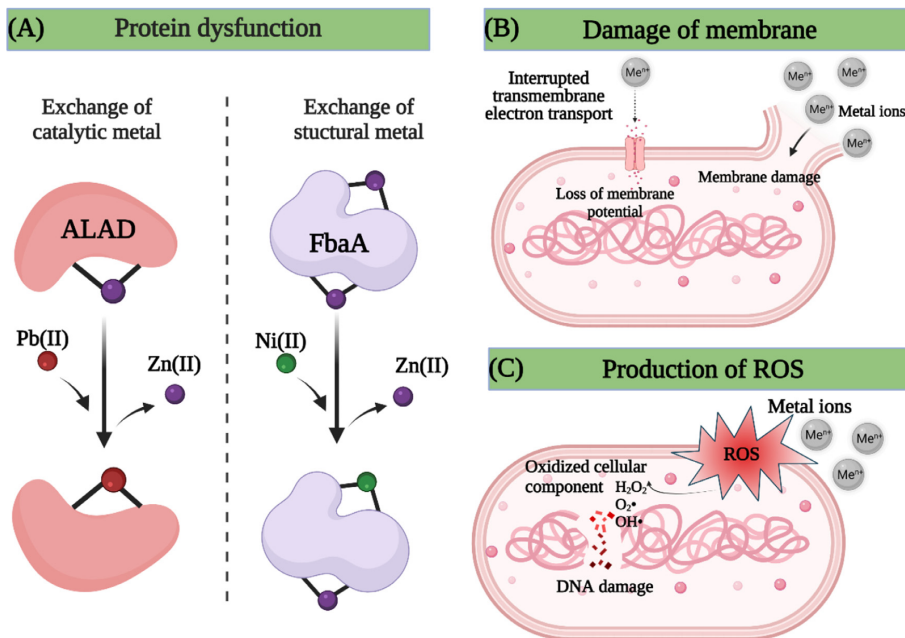 (A) Protein dysfunction
Exchange of
catalytic metal
Exchange of
stuctural metal
ALAD
FbaA
Pb(II)
Zn(II)
Ni(II)
Zn(II)
(B) Damage of membrane
Interrupted
transmembrane
electron transport
Meⁿ⁺
Meⁿ⁺
Meⁿ⁺
Meⁿ⁺
Metal ions
Meⁿ⁺
Membrane damage
Loss of membrane
potential
(C) Production of ROS
Metal ions
Meⁿ⁺
Meⁿ⁺
Meⁿ⁺
ROS
Oxidized cellular
component
H₂O₂
O₂•
OH•
DNA damage